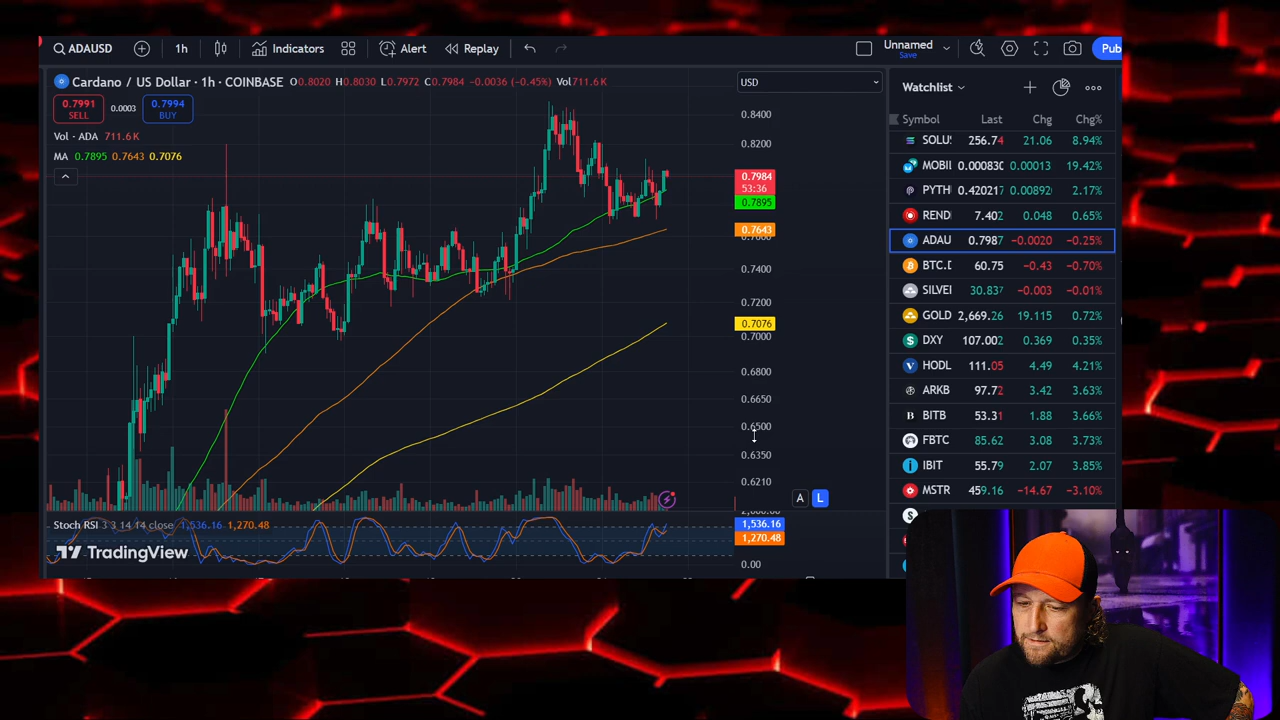 ADAUSD 1h Indicators Alert Replay Unnamed Save Pub
Cardano / US Dollar · 1h · COINBASE O0.8020 H0.8030 L0.7972 C0.7984 -0.0036 (-0.45%) Vol711.6K
0.7991 SELL 0.0003 0.7994 BUY
Vol · ADA 711.6K
MA 0.7895 0.7643 0.7076
USD
0.8400
0.8200
0.7984
53:36
0.7895
0.7643
0.7400
0.7200
0.7076
0.7000
0.6800
0.6650
0.6500
0.6350
0.6210
A L
Stoch RSI 3 3 14 14 close 1,536.16 1,270.48
1,536.16
1,270.48
0.00
TradingView
Watchlist
Symbol Last Chg Chg%
SOLU 256.74 21.06 8.94%
MOBIL 0.000830 0.00013 19.42%
PYTH 0.420217 0.00892 2.17%
REND 7.402 0.048 0.65%
ADAU 0.7987 -0.0020 -0.25%
BTC.D 60.75 -0.43 -0.70%
SILVE 30.837 -0.003 -0.01%
GOLD 2,669.26 19.115 0.72%
DXY 107.002 0.369 0.35%
HODL 111.05 4.49 4.21%
ARKB 97.72 3.42 3.63%
BITB 53.31 1.88 3.66%
FBTC 85.62 3.08 3.73%
IBIT 55.79 2.07 3.85%
MSTR 459.16 -14.67 -3.10%